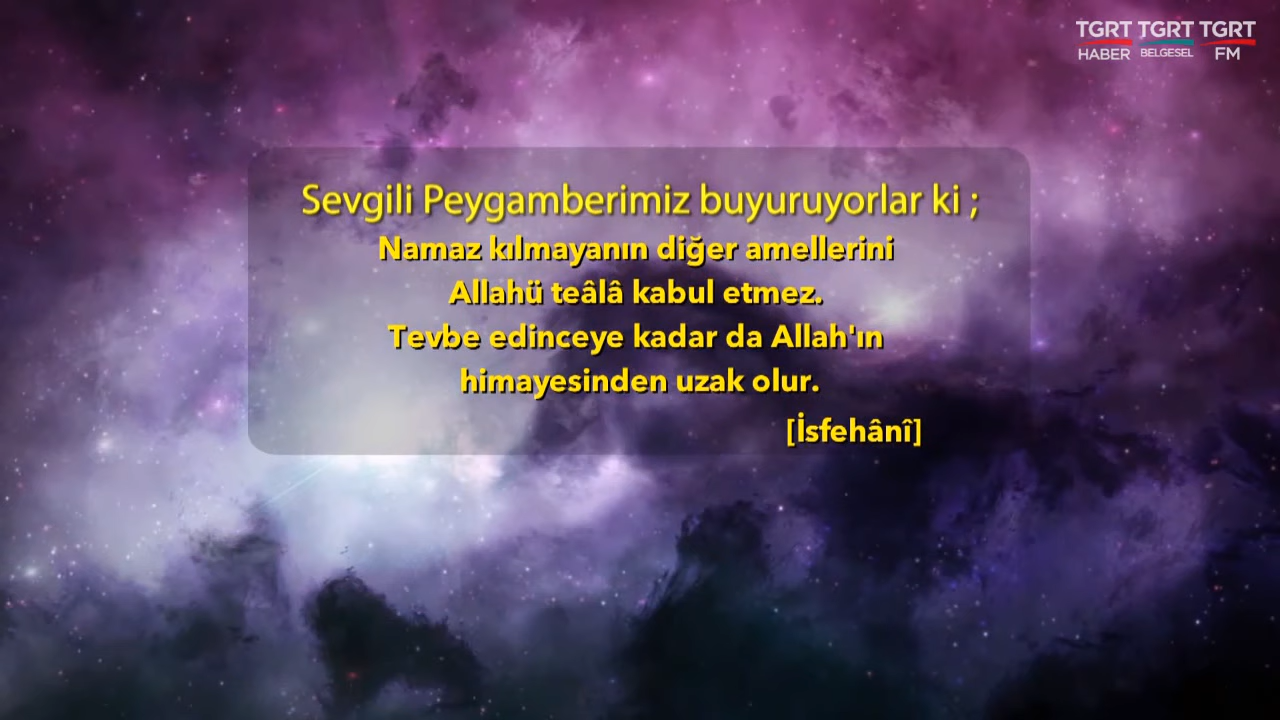 TGRT TGRT TGRT
HABER BELGESEL FM
Sevgili Peygamberimiz buyuruyorlar ki ;
Namaz kılmayanın diğer amellerini
Allahü teâlâ kabul etmez.
Tevbe edinceye kadar da Allah'ın
himayesinden uzak olur.
[İsfehânî]